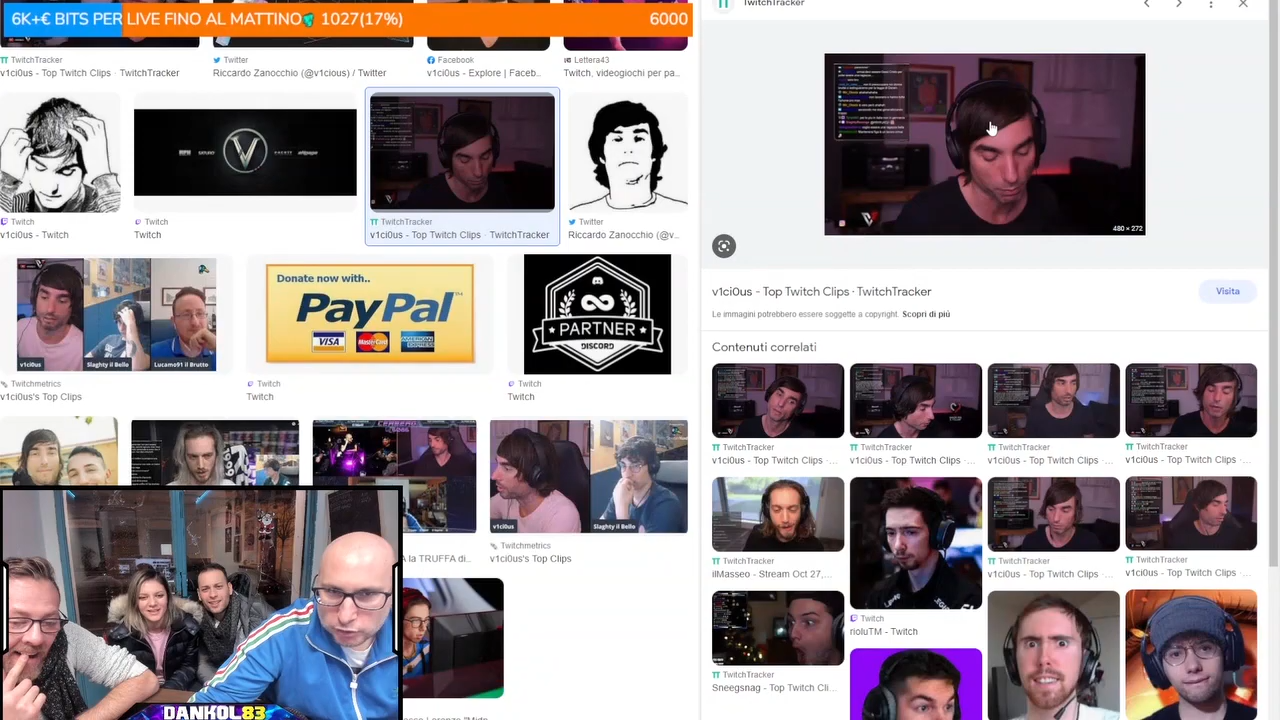 6K+€ BITS PER LIVE FINO AL MATTINO 1027(17%)
6000
TwitchTracker
v1ci0us - Top Twitch Clips · TwitchTracker
Twitter
Riccardo Zanocchio (@v1cious) / Twitter
Facebook
v1ci0us - Explore | Faceb...
Lettera43
Twitch, videogiochi per pa...
Twitch
v1ci0us - Twitch
Twitch
Twitch
TwitchTracker
v1ci0us - Top Twitch Clips · TwitchTracker
Twitter
Riccardo Zanocchio (@v...
v1ci0us
Slaghty il Bello
Lucamo91 il Brutto
Twitchmetrics
v1ci0us's Top Clips
Donate now with..
PayPal™
VISA
MasterCard
AMERICAN EXPRESS
Twitch
Twitch
PARTNER
DISCORD
Twitch
Twitch
CERBERO
A la TRUFFA di...
v1ci0us
Slaghty il Bello
Twitchmetrics
v1ci0us's Top Clips
DANKOL83
TwitchTracker
480 × 272
v1ci0us - Top Twitch Clips · TwitchTracker
Visita
Le immagini potrebbero essere soggette a copyright. Scopri di più
Contenuti correlati
TwitchTracker
v1ci0us - Top Twitch Clips ...
TwitchTracker
v1ci0us - Top Twitch Clips · ...
TwitchTracker
v1ci0us - Top Twitch Clips · ...
TwitchTracker
v1ci0us - Top Twitch Clips · ...
TwitchTracker
ilMasseo - Stream Oct 27,...
Twitch
rioluTM - Twitch
TwitchTracker
v1ci0us - Top Twitch Clips · ...
TwitchTracker
v1ci0us - Top Twitch Clips · ...
TwitchTracker
Sneegsnag - Top Twitch Cli...